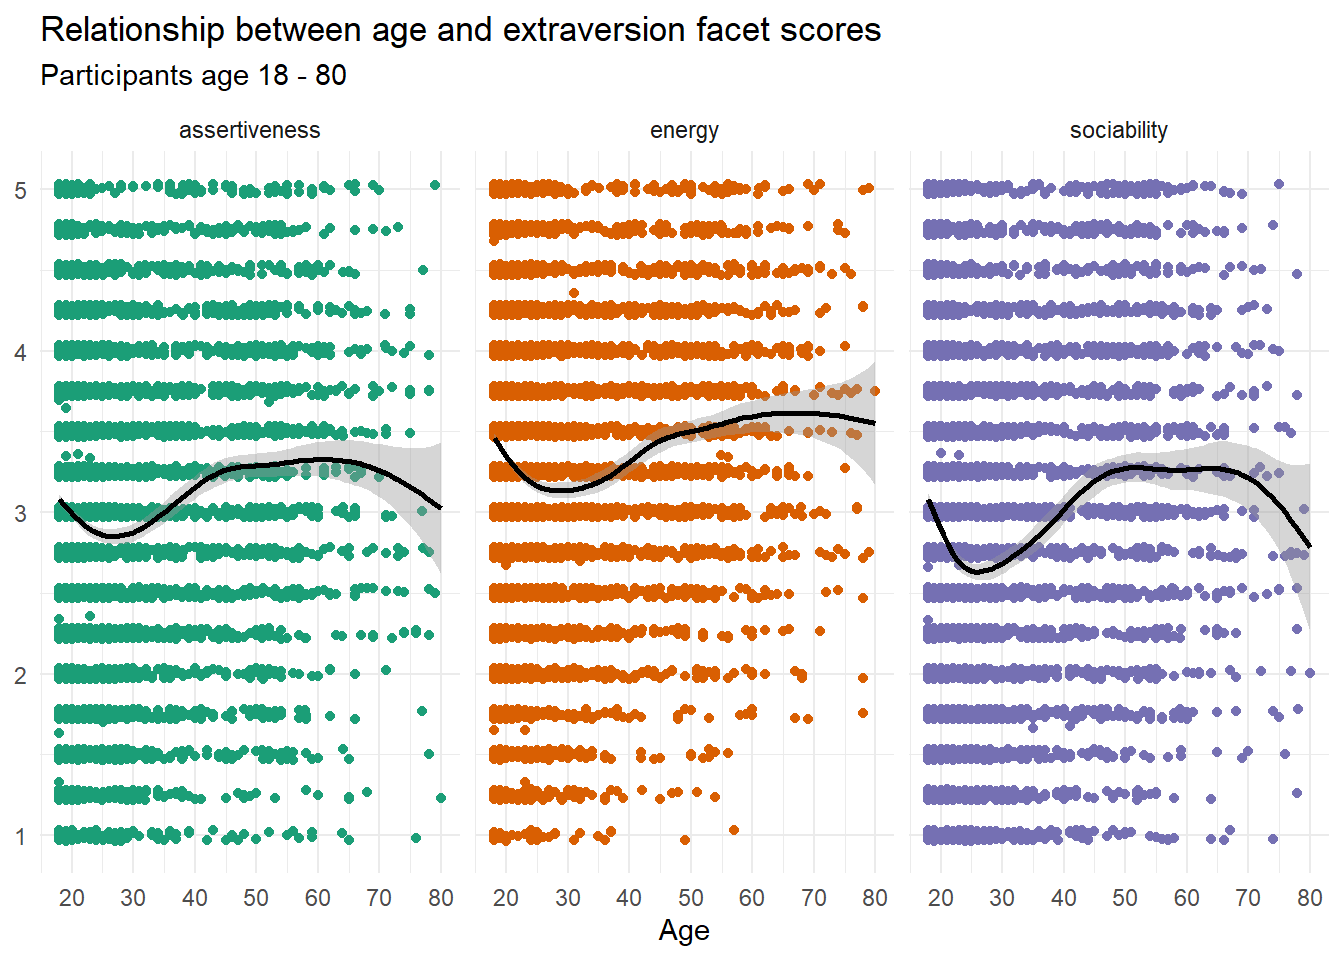 Relationship between age and extraversion facet scores
Participants age 18 - 80
assertiveness energy sociability
5
4
3
2
1
20 30 40 50 60 70 80 20 30 40 50 60 70 80 20 30 40 50 60 70 80
Age